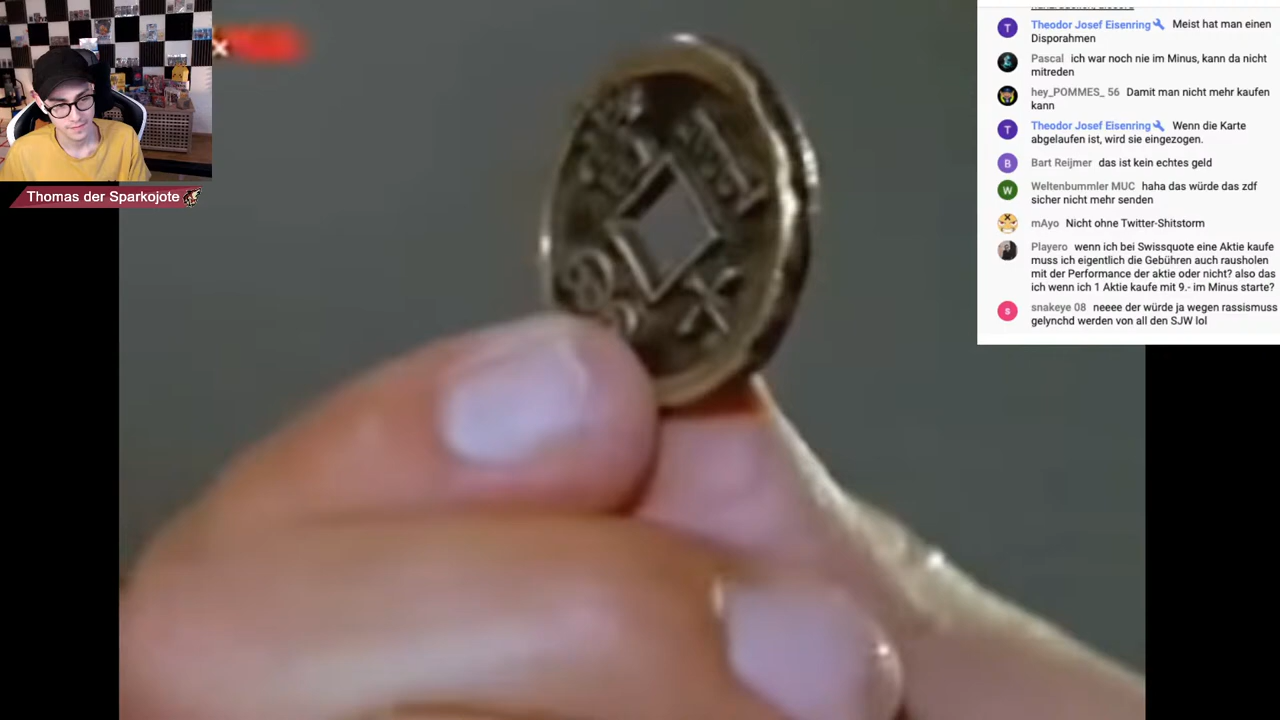 Thomas der Sparkojote
Theodor Josef Eisenring Meist hat man einen
Disporahmen
Pascal ich war noch nie im Minus, kann da nicht
mitreden
hey_POMMES_ 56 Damit man nicht mehr kaufen
kann
Theodor Josef Eisenring Wenn die Karte
abgelaufen ist, wird sie eingezogen.
Bart Reijmer das ist kein echtes geld
Weltenbummler MUC haha das würde das zdf
sicher nicht mehr senden
mAyo Nicht ohne Twitter-Shitstorm
Playero wenn ich bei Swissquote eine Aktie kaufe
muss ich eigentlich die Gebühren auch rausholen
mit der Performance der aktie oder nicht? also das
ich wenn ich 1 Aktie kaufe mit 9.- im Minus starte?
snakeye 08 neeee der würde ja wegen rassismuss
gelynchd werden von all den SJW lol